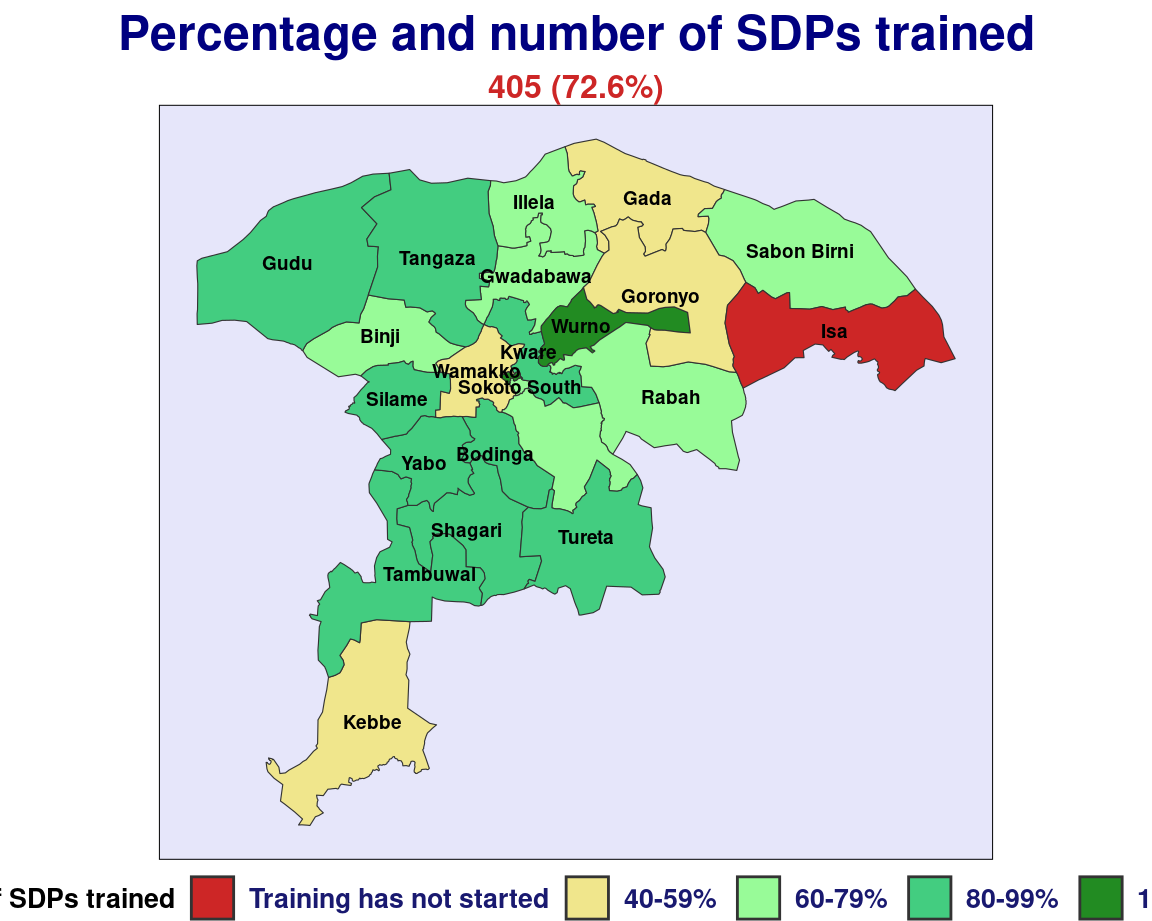 Percentage and number of SDPs trained
405 (72.6%)
Illela
Gada
Gudu
Tangaza
Sabon Birni
Gwadabawa
Goronyo
Binji
Wurno
Isa
Kware
Wamakko
Sokoto South
Silame
Rabah
Yabo
Bodinga
Shagari
Tureta
Tambuwal
Kebbe
SDPs trained Training has not started 40-59% 60-79% 80-99% 1